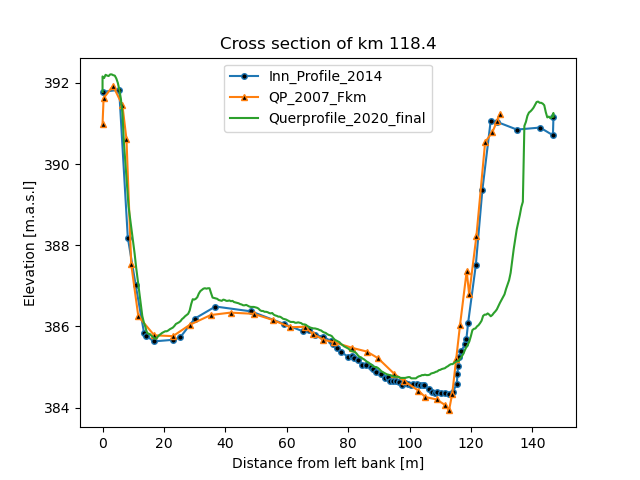 Cross section of km 118.4
Inn_Profile_2014
QP_2007_Fkm
Querprofile_2020_final
392
390
388
386
384
Elevation [m.a.s.l]
0 20 40 60 80 100 120 140
Distance from left bank [m]